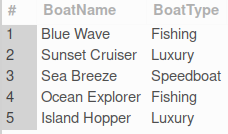 # BoatName BoatType
1 Blue Wave Fishing
2 Sunset Cruiser Luxury
3 Sea Breeze Speedboat
4 Ocean Explorer Fishing
5 Island Hopper Luxury